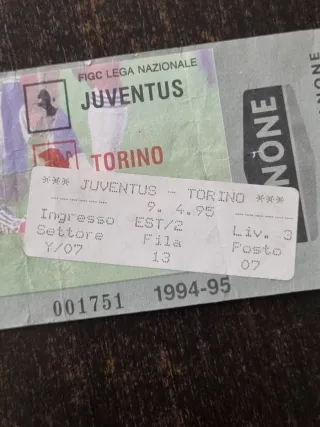 FIGC LEGA NAZIONALE
JUVENTUS
TORINO
NONE
*** JUVENTUS - TORINO ***
9. 4.95
Ingresso EST/2 Liv. 3
Settore Fila Posto
Y/07 13 07
001751 1994-95